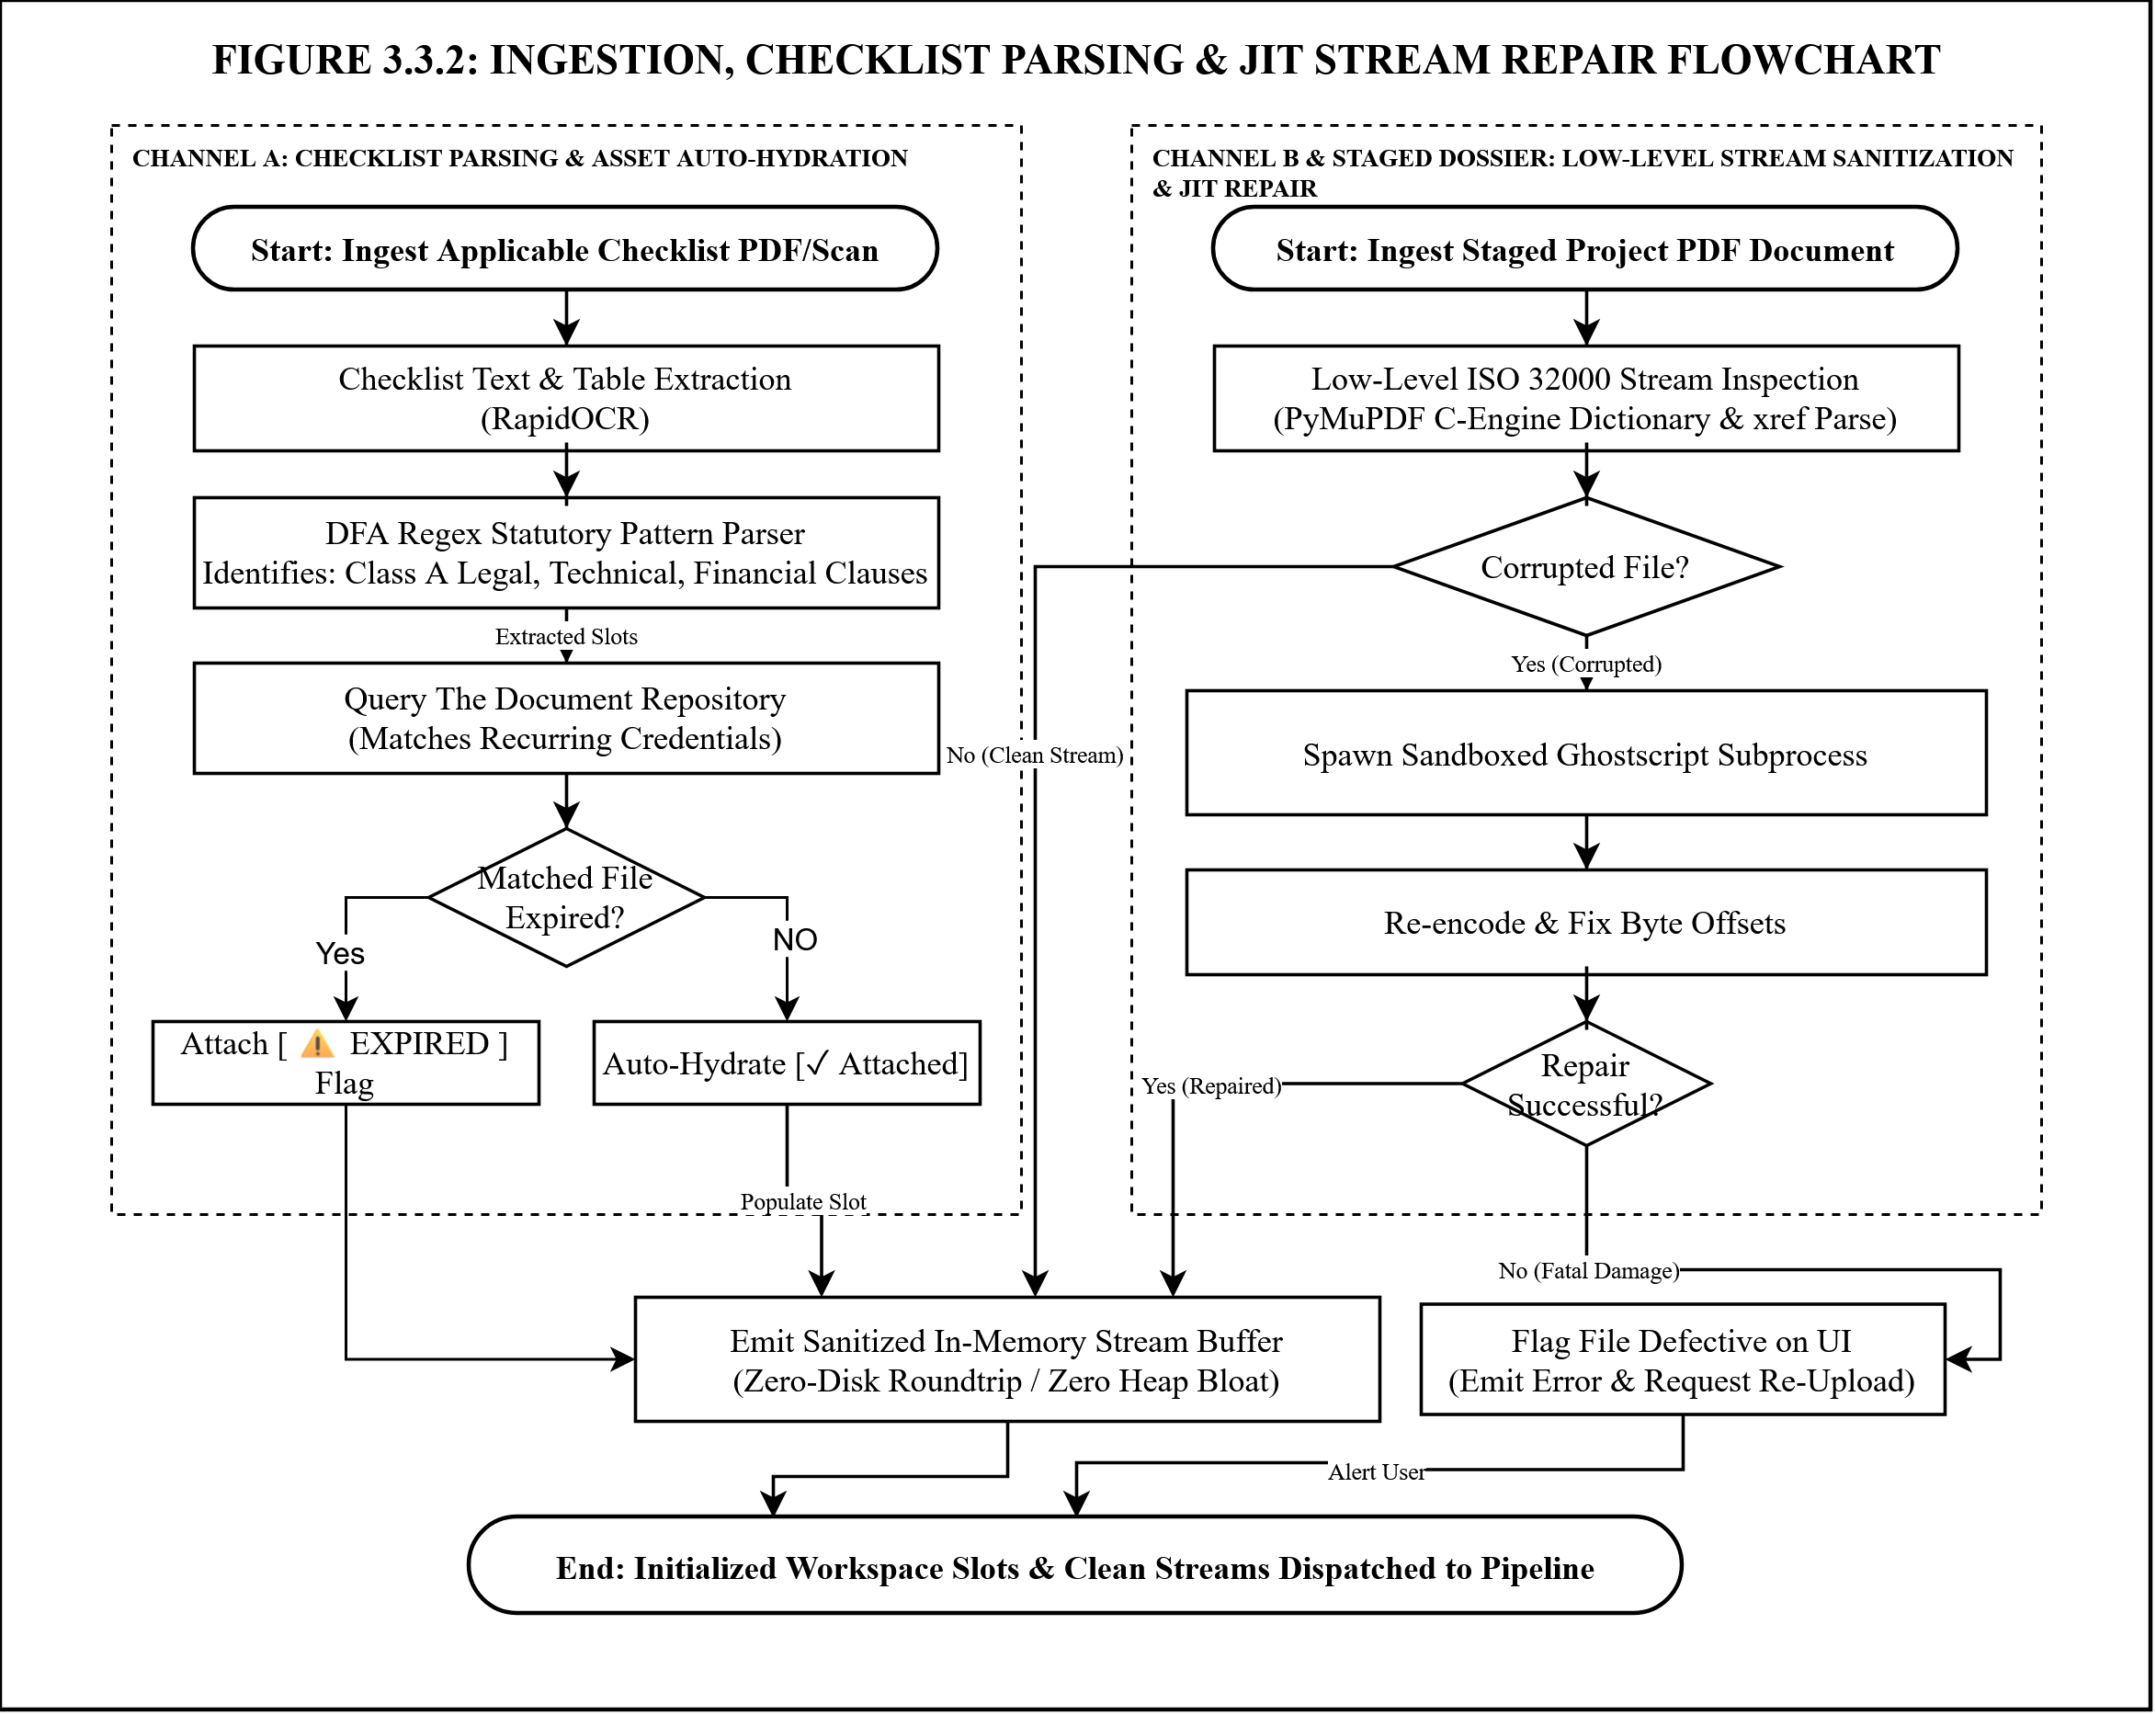 FIGURE 3.3.2: INGESTION, CHECKLIST PARSING & JIT STREAM REPAIR FLOWCHART
CHANNEL A: CHECKLIST PARSING & ASSET AUTO-HYDRATION
Start: Ingest Applicable Checklist PDF/Scan
Checklist Text & Table Extraction
(RapidOCR)
DFA Regex Statutory Pattern Parser
Identifies: Class A Legal, Technical, Financial Clauses
Extracted Slots
Query The Document Repository
(Matches Recurring Credentials)
Matched File
Expired?
Yes
NO
Attach [ ⚠️ EXPIRED ]
Flag
Auto-Hydrate [✓ Attached]
Populate Slot
CHANNEL B & STAGED DOSSIER: LOW-LEVEL STREAM SANITIZATION
& JIT REPAIR
Start: Ingest Staged Project PDF Document
Low-Level ISO 32000 Stream Inspection
(PyMuPDF C-Engine Dictionary & xref Parse)
Corrupted File?
No (Clean Stream)
Yes (Corrupted)
Spawn Sandboxed Ghostscript Subprocess
Re-encode & Fix Byte Offsets
Repair
Successful?
Yes (Repaired)
No (Fatal Damage)
Emit Sanitized In-Memory Stream Buffer
(Zero-Disk Roundtrip / Zero Heap Bloat)
Flag File Defective on UI
(Emit Error & Request Re-Upload)
Alert User
End: Initialized Workspace Slots & Clean Streams Dispatched to Pipeline